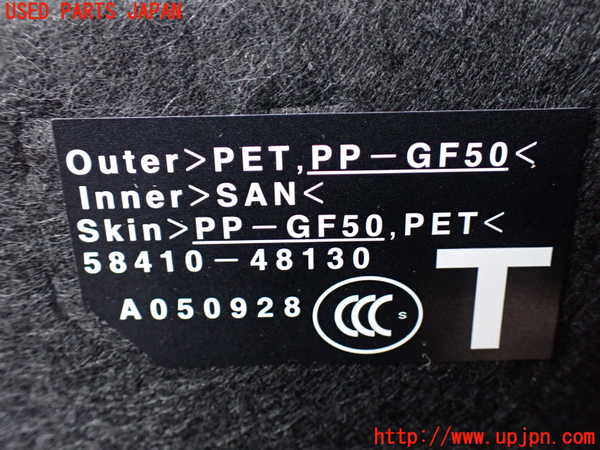 USED PARTS JAPAN
Outer>PET,PP-GF50<
Inner>SAN<
Skin>PP-GF50,PET<
58410-48130
T
A050928
CCC S
http://www.upjpn.com/